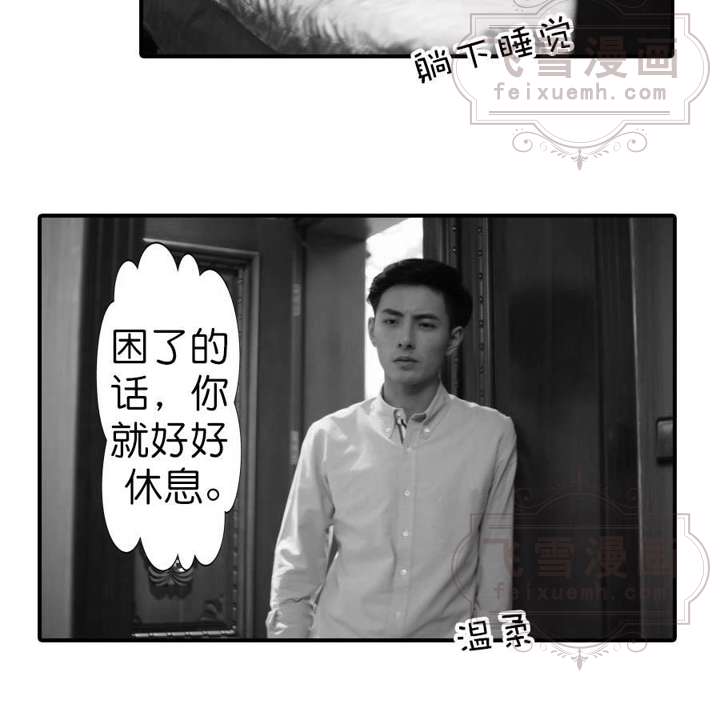 躺下睡觉
飞雪漫画
feixuemh.com
困了的
话，你
就好好
休息。
飞雪漫画
feixuemh.com
温柔